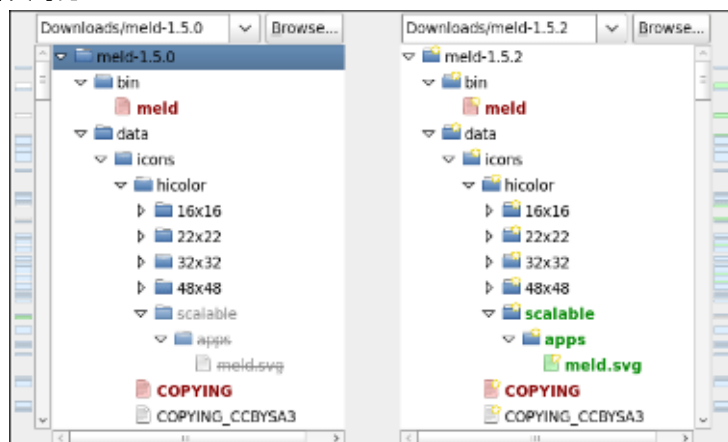 Downloads/meld-1.5.0
Browse...
meld-1.5.0
bin
meld
data
icons
hicolor
16x16
22x22
32x32
48x48
scalable
apps
meld.svg
COPYING
COPYING_CCBYSA3
Downloads/meld-1.5.2
Browse...
meld-1.5.2
bin
meld
data
icons
hicolor
16x16
22x22
32x32
48x48
scalable
apps
meld.svg
COPYING
COPYING_CCBYSA3